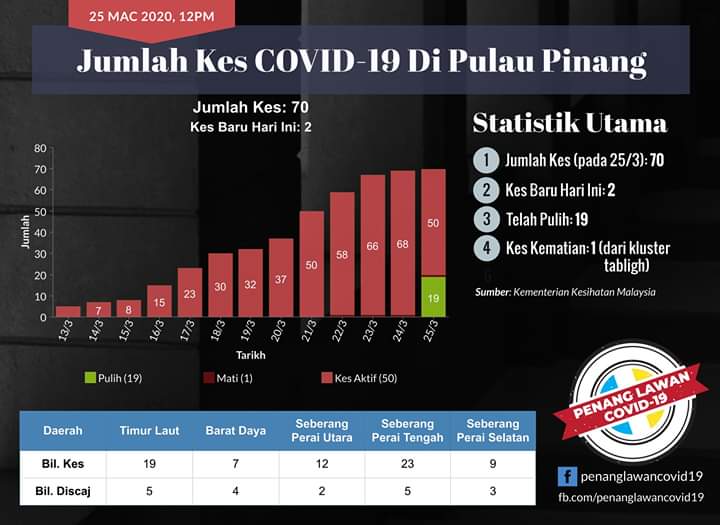 25 MAC 2020, 12PM
Jumlah Kes COVID-19 Di Pulau Pinang
Jumlah Kes: 70
Kes Baru Hari Ini: 2
Jumlah
80
70
60
50
40
30
20
10
0
7
8
15
23
30
32
37
50
58
66
68
50
19
13/3
14/3
15/3
16/3
17/3
18/3
19/3
20/3
21/3
22/3
23/3
24/3
25/3
Tarikh
Pulih (19)
Mati (1)
Kes Aktif (50)
Statistik Utama
1 Jumlah Kes (pada 25/3): 70
2 Kes Baru Hari Ini: 2
3 Telah Pulih: 19
4 Kes Kematian: 1 (dari kluster
tabligh)
6
Sumber: Kementerian Kesihatan Malaysia
PENANG LAWAN
COVID-19
Daerah Timur Laut Barat Daya Seberang Perai Utara Seberang Perai Tengah Seberang Perai Selatan
Bil. Kes 19 7 12 23 9
Bil. Discaj 5 4 2 5 3
f penanglawancovid19
fb.com/penanglawancovid19